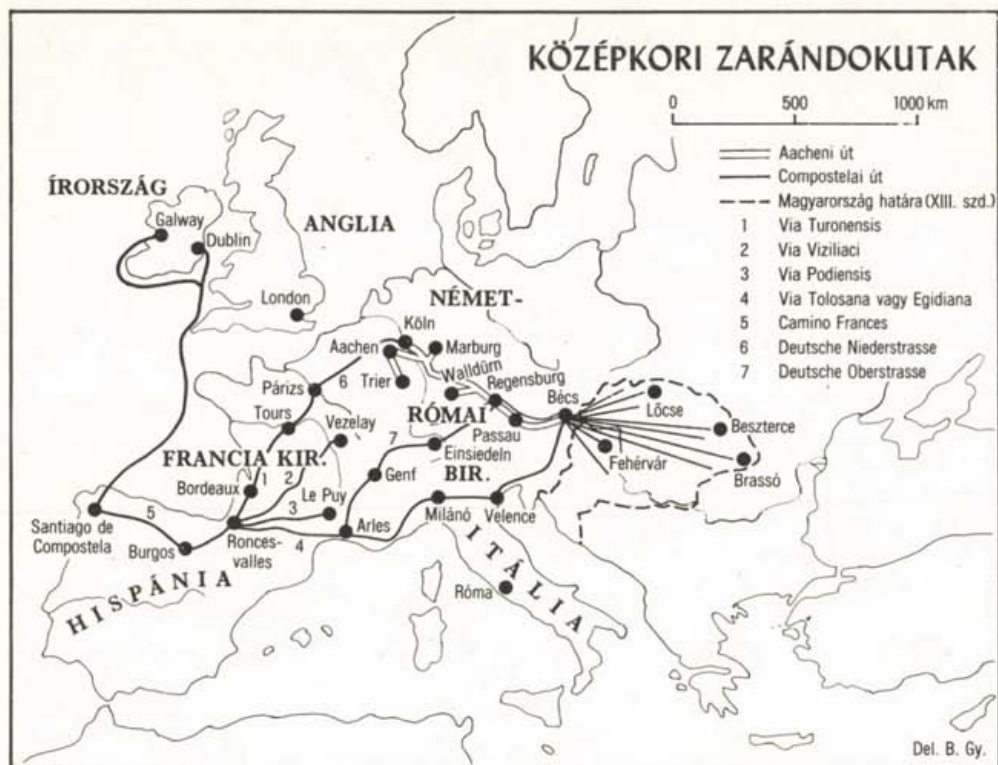 KÖZÉPKORI ZARÁNDOKUTAK
0 500 1000 km
Aacheni út
Compostelai út
Magyarország határa (XIII. szd.)
1 Via Turonensis
2 Via Viziliaci
3 Via Podiensis
4 Via Tolosana vagy Egidiana
5 Camino Frances
6 Deutsche Niederstrasse
7 Deutsche Oberstrasse
ÍRORSZÁG
Galway
Dublin
ANGLIA
London
NÉMET-
Köln
Aachen
Marburg
Trier
Walldürn
Regensburg
Bécs
Párizs
6
Tours
Vezelay
RÓMAI
Passau
Lőcse
Beszterce
Einsiedeln
7
Fehérvár
Brassó
FRANCIA KIR.
BIR.
Genf
Bordeaux
1
2
Le Puy
3
Milánó
Velence
Arles
4
Santiago de
Compostela
5
Burgos
Ronces-
valles
HISPÁNIA
ITÁLIA
Róma
Del. B. Gy.